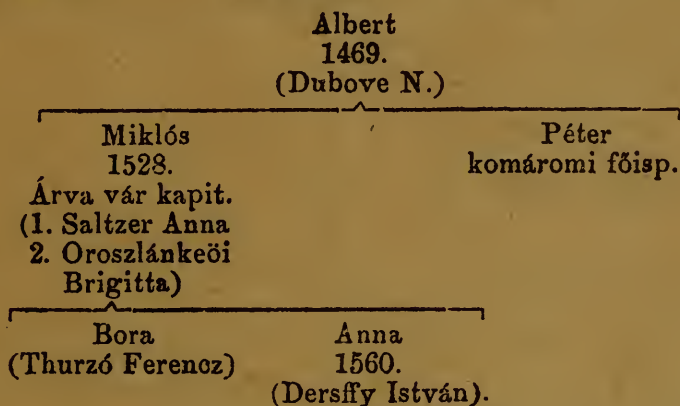 Albert
1469.
(Dubove N.)
Miklós
1528.
Árva vár kapit.
(1. Saltzer Anna
2. Oroszlánkeöi
Brigitta)
Péter
komáromi főisp.
Bora
(Thurzó Ferencz)
Anna
1560.
(Dersffy István).